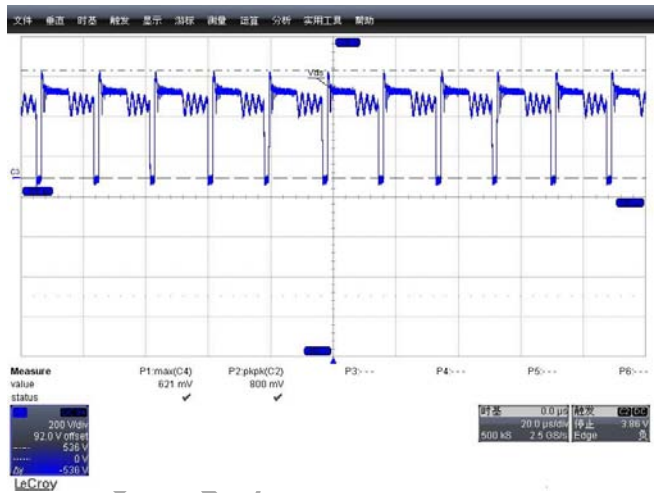 文件 垂直 时基 触发 显示 游标 测量 运算 分析 实用工具 帮助
Vds
C3
Measure P1:max(C4) P2:pkpk(C2) P3:- - - P4:- - - P5:- - - P6:- - -
value 621 mV 800 mV
status ✔ ✔
200 V/div
92.0 V offset
536 V
0 V
Δy -536 V
时基 0.0 µs
20.0 µs/div
500 kS 2.5 GS/s
触发 C2 DC
停止 3.86 V
Edge 负
LeCroy